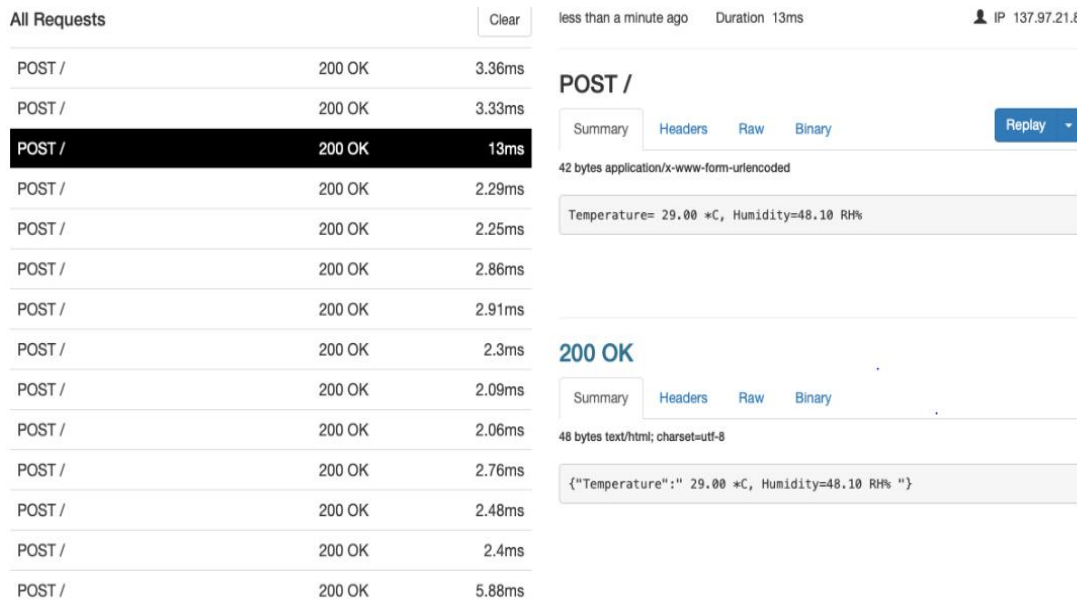 All Requests
Clear
POST / 200 OK 3.36ms
POST / 200 OK 3.33ms
POST / 200 OK 13ms
POST / 200 OK 2.29ms
POST / 200 OK 2.25ms
POST / 200 OK 2.86ms
POST / 200 OK 2.91ms
POST / 200 OK 2.3ms
POST / 200 OK 2.09ms
POST / 200 OK 2.06ms
POST / 200 OK 2.76ms
POST / 200 OK 2.48ms
POST / 200 OK 2.4ms
POST / 200 OK 5.88ms
less than a minute ago Duration 13ms IP 137.97.21.8
POST /
Summary Headers Raw Binary Replay
42 bytes application/x-www-form-urlencoded
Temperature= 29.00 *C, Humidity=48.10 RH%
200 OK
Summary Headers Raw Binary
48 bytes text/html; charset=utf-8
{"Temperature":" 29.00 *C, Humidity=48.10 RH% "}